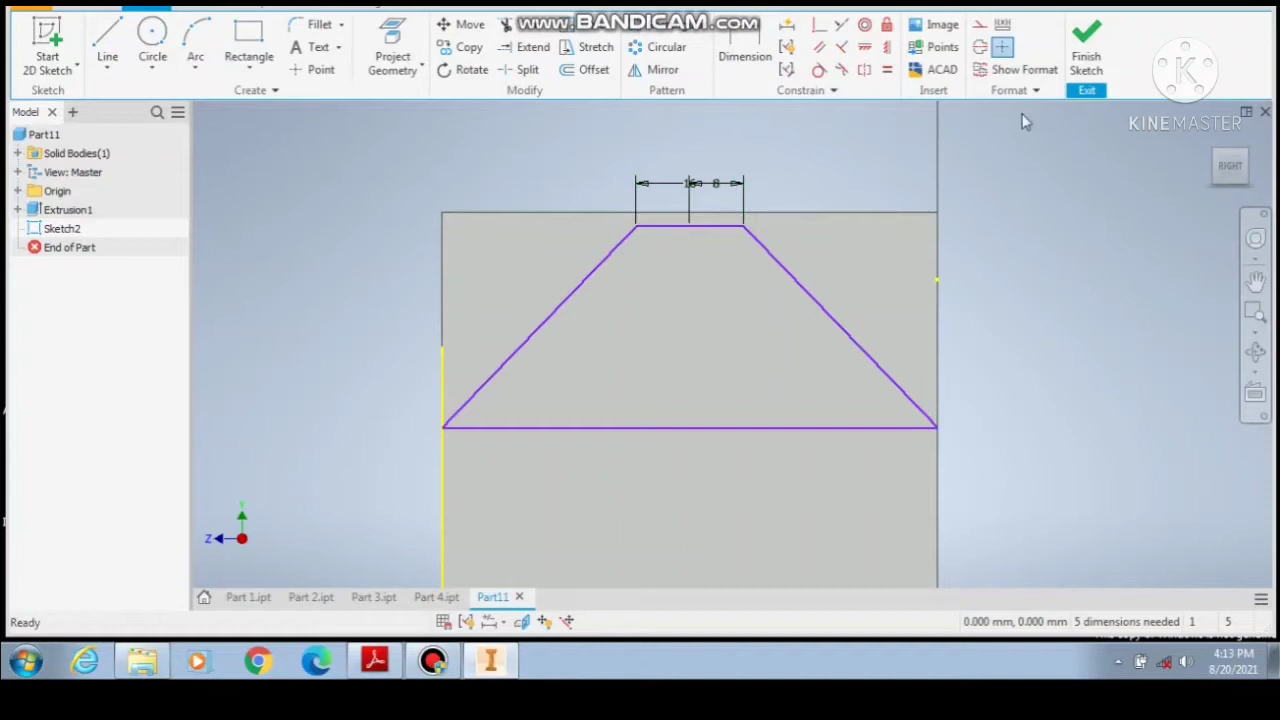 www.BANDICAM.com
Fillet Move Image
Text Copy Extend Stretch Circular Points
Start 2D Sketch Line Circle Arc Rectangle Point Project Geometry Rotate Split Offset Mirror Dimension ACAD Show Format Finish Sketch
Sketch Create Modify Pattern Constrain Insert Format Exit
K
KINEMASTER
Model
Part11
Solid Bodies(1)
View: Master
Origin
Extrusion1
Sketch2
End of Part
RIGHT
8
Y
Z
Part 1.ipt Part 2.ipt Part 3.ipt Part 4.ipt Part11
Ready 0.000 mm, 0.000 mm 5 dimensions needed 1 5
4:13 PM
8/20/2021